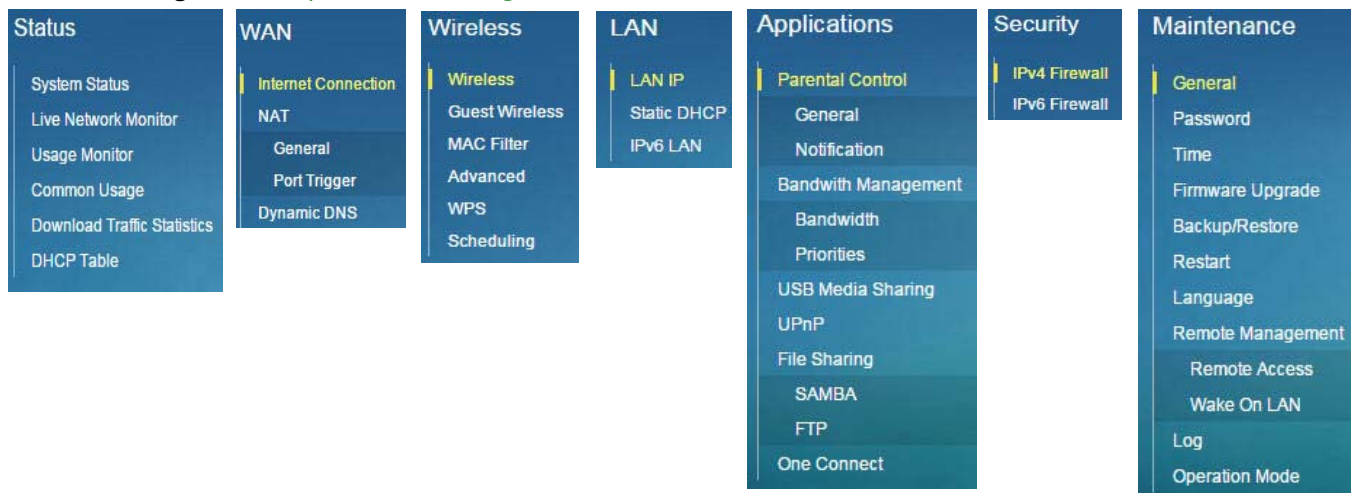 Status
System Status
Live Network Monitor
Usage Monitor
Common Usage
Download Traffic Statistics
DHCP Table
WAN
Internet Connection
NAT
General
Port Trigger
Dynamic DNS
Wireless
Wireless
Guest Wireless
MAC Filter
Advanced
WPS
Scheduling
LAN
LAN IP
Static DHCP
IPv6 LAN
Applications
Parental Control
General
Notification
Bandwith Management
Bandwidth
Priorities
USB Media Sharing
UPnP
File Sharing
SAMBA
FTP
One Connect
Security
IPv4 Firewall
IPv6 Firewall
Maintenance
General
Password
Time
Firmware Upgrade
Backup/Restore
Restart
Language
Remote Management
Remote Access
Wake On LAN
Log
Operation Mode